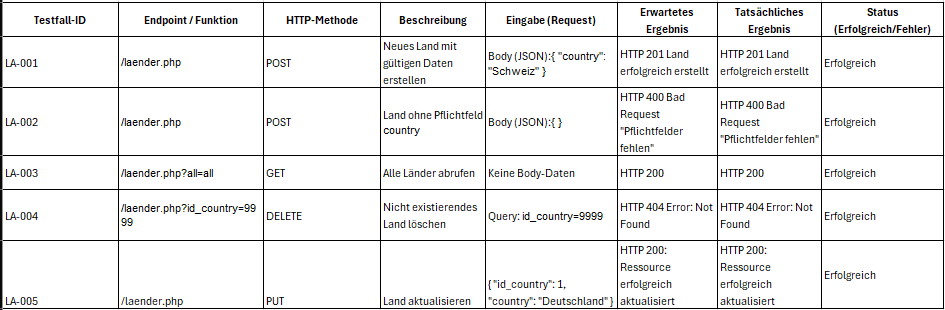 Testfall-ID Endpoint / Funktion HTTP-Methode Beschreibung Eingabe (Request) Erwartetes Ergebnis Tatsächliches Ergebnis Status (Erfolgreich/Fehler)
LA-001 /laender.php POST Neues Land mit gültigen Daten erstellen Body (JSON):{ "country": "Schweiz" } HTTP 201 Land erfolgreich erstellt HTTP 201 Land erfolgreich erstellt Erfolgreich
LA-002 /laender.php POST Land ohne Pflichtfeld country Body (JSON):{ } HTTP 400 Bad Request "Pflichtfelder fehlen" HTTP 400 Bad Request "Pflichtfelder fehlen" Erfolgreich
LA-003 /laender.php?all=all GET Alle Länder abrufen Keine Body-Daten HTTP 200 HTTP 200 Erfolgreich
LA-004 /laender.php?id_country=9999 DELETE Nicht existierendes Land löschen Query: id_country=9999 HTTP 404 Error: Not Found HTTP 404 Error: Not Found Erfolgreich
LA-005 /laender.php PUT Land aktualisieren { "id_country": 1, "country": "Deutschland" } HTTP 200: Ressource erfolgreich aktualisiert HTTP 200: Ressource erfolgreich aktualisiert Erfolgreich